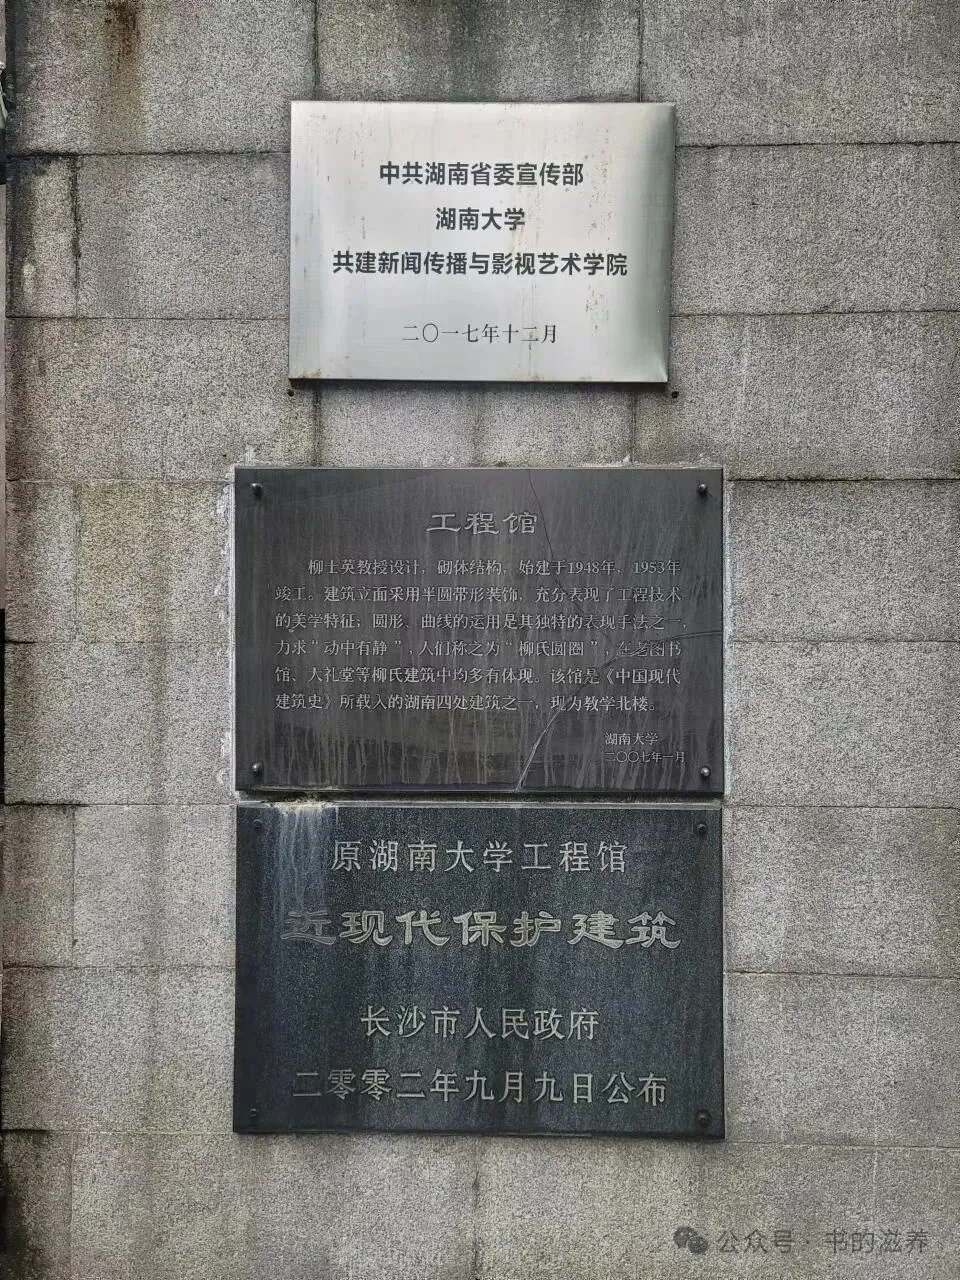 中共湖南省委宣传部
湖南大学
共建新闻传播与影视艺术学院
二〇一七年十二月
工程馆
柳士英教授设计，砌体结构，始建于1948年，1953年
竣工。建筑立面采用半圆带形装饰，充分表现了工程技术
的美学特征；圆形、曲线的运用是其独特的表现手法之一，
力求“动中有静”，人们称之为“柳氏圆圈”，在老图书
馆、大礼堂等柳氏建筑中均多有体现。该馆是《中国现代
建筑史》所载入的湖南四处建筑之一，现为教学北楼。
湖南大学
二〇〇七年一月
原湖南大学工程馆
近现代保护建筑
长沙市人民政府
二零零二年九月九日公布
公众号·书的滋养